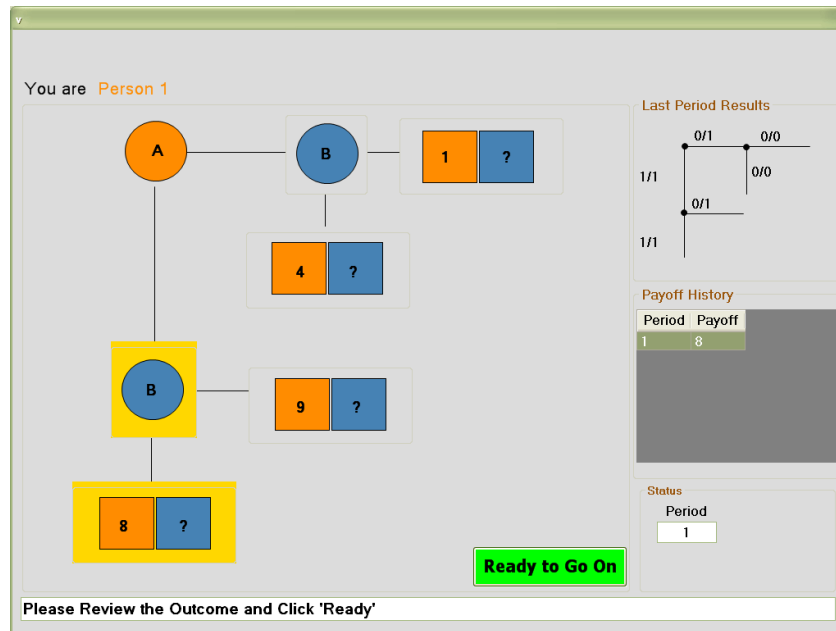 v
You are Person 1
A
B
1 ?
4 ?
B
9 ?
8 ?
Ready to Go On
Please Review the Outcome and Click 'Ready'
Last Period Results
0/1 0/0
1/1 0/0
0/1
1/1
Payoff History
Period Payoff
1 8
Status
Period
1